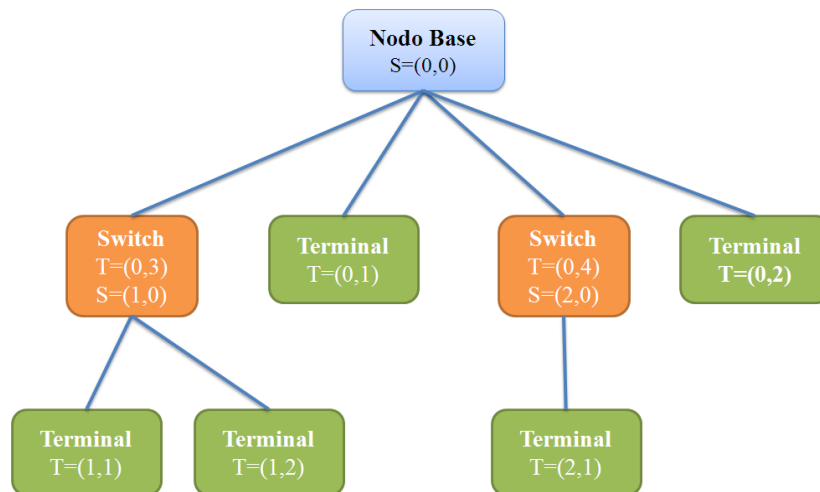 Nodo Base
S=(0,0)
Switch
T=(0,3)
S=(1,0)
Terminal
T=(0,1)
Switch
T=(0,4)
S=(2,0)
Terminal
T=(0,2)
Terminal
T=(1,1)
Terminal
T=(1,2)
Terminal
T=(2,1)